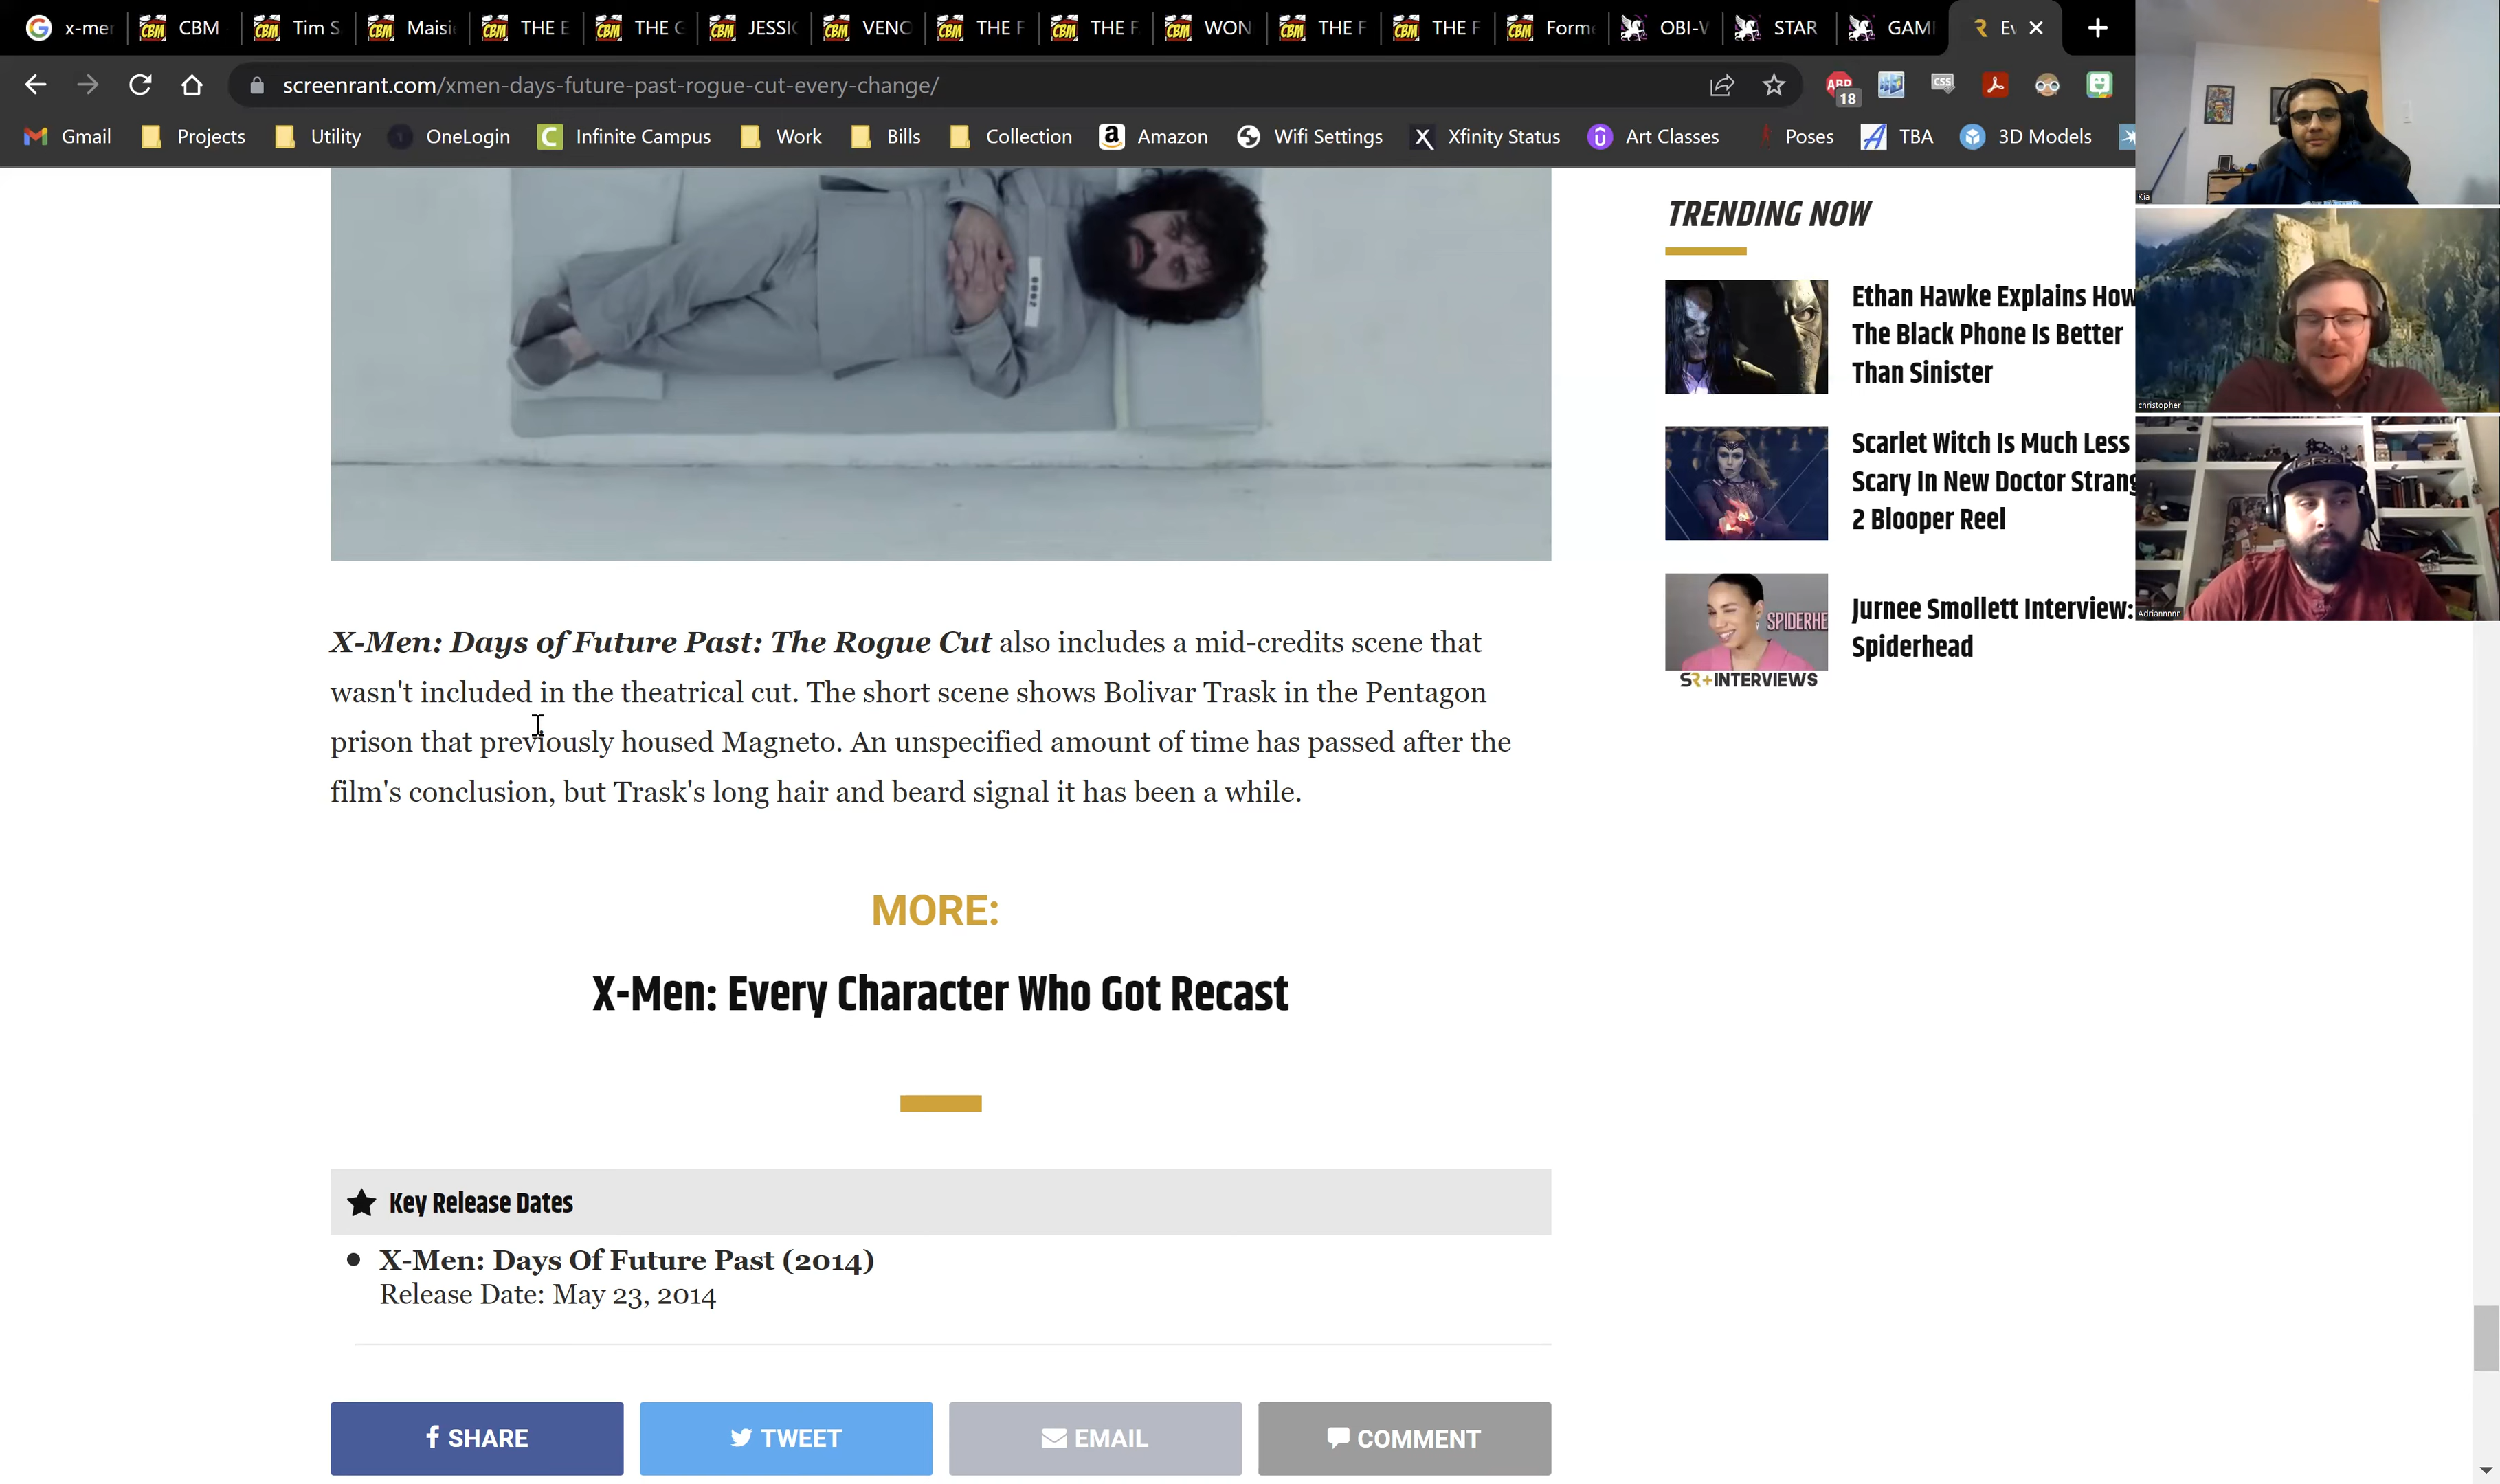 x-mer
CBM
Tim S
Maisi
THE E
THE G
JESSIC
VENO
THE F
THE F
WON
THE F
THE F
Forme
OBI-W
STAR
GAMI
Ev
screenrant.com/xmen-days-future-past-rogue-cut-every-change/
ABP
18
CSS
Gmail
Projects
Utility
OneLogin
Infinite Campus
Work
Bills
Collection
Amazon
Wifi Settings
Xfinity Status
Art Classes
Poses
TBA
3D Models
Kia
christopher
Adriannnnn
TRENDING NOW
Ethan Hawke Explains How
The Black Phone Is Better
Than Sinister
Scarlet Witch Is Much Less
Scary In New Doctor Strang
2 Blooper Reel
SPIDERHE
SR+INTERVIEWS
Jurnee Smollett Interview:
Spiderhead
X-Men: Days of Future Past: The Rogue Cut also includes a mid-credits scene that
wasn't included in the theatrical cut. The short scene shows Bolivar Trask in the Pentagon
prison that previously housed Magneto. An unspecified amount of time has passed after the
film's conclusion, but Trask's long hair and beard signal it has been a while.
MORE:
X-Men: Every Character Who Got Recast
Key Release Dates
X-Men: Days Of Future Past (2014)
Release Date: May 23, 2014
SHARE
TWEET
EMAIL
COMMENT